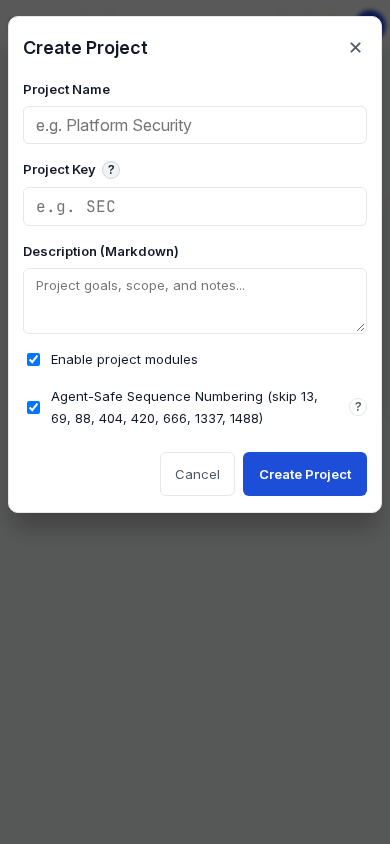 Create Project
×
Project Name
e.g. Platform Security
Project Key ?
e.g. SEC
Description (Markdown)
Project goals, scope, and notes...
Enable project modules
Agent-Safe Sequence Numbering (skip 13,
69, 88, 404, 420, 666, 1337, 1488) ?
Cancel Create Project